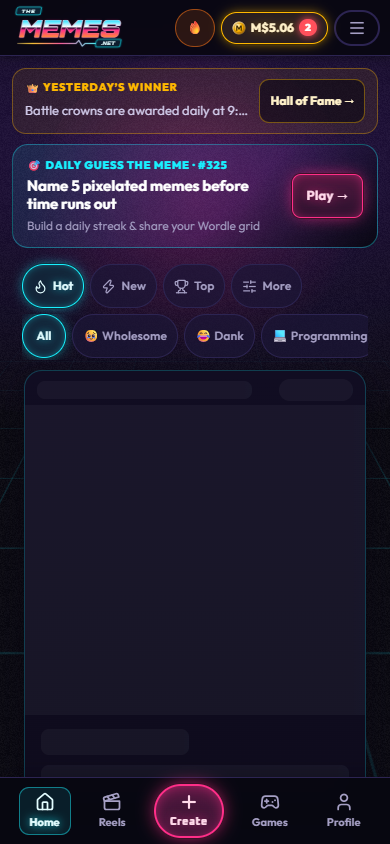 THE
MEMES
.NET
M$5.06 2
YESTERDAY'S WINNER
Battle crowns are awarded daily at 9:...
Hall of Fame →
DAILY GUESS THE MEME · #325
Name 5 pixelated memes before
time runs out
Build a daily streak & share your Wordle grid
Play →
Hot New Top More
All Wholesome Dank Programming
Home Reels Create Games Profile